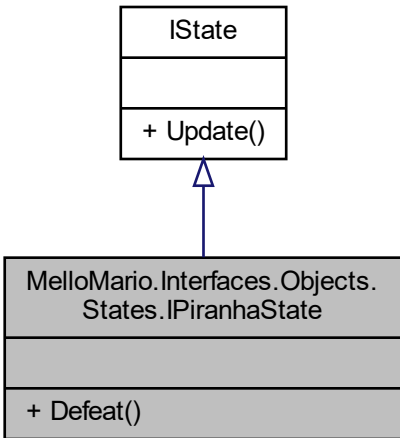 IState
+ Update()
MelloMario.Interfaces.Objects.
States.IPiranhaState
+ Defeat()